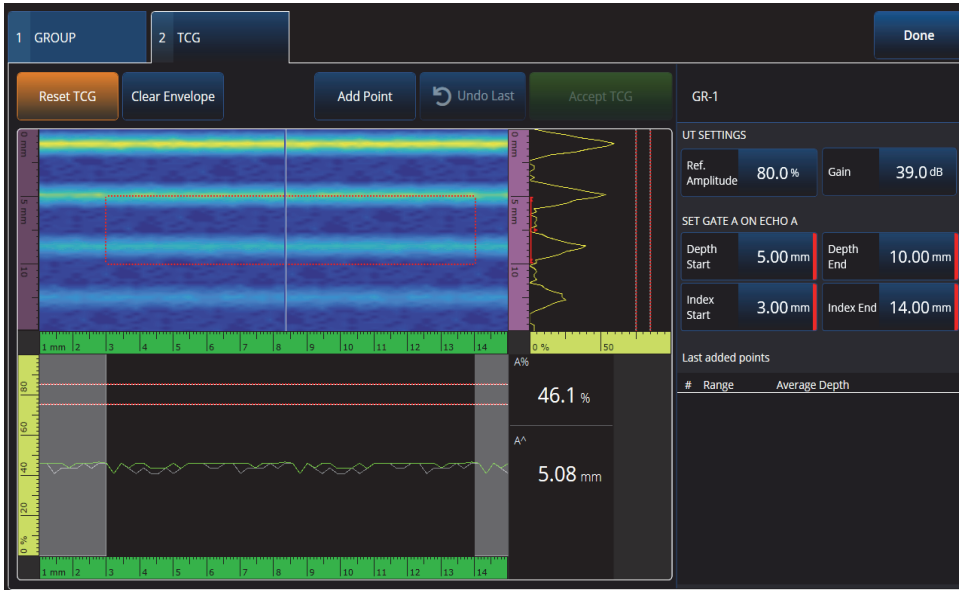 1 GROUP
2 TCG
Done
Reset TCG
Clear Envelope
Add Point
Undo Last
Accept TCG
GR-1
UT SETTINGS
Ref. Amplitude 80.0 %
Gain 39.0 dB
SET GATE A ON ECHO A
Depth Start 5.00 mm
Depth End 10.00 mm
Index Start 3.00 mm
Index End 14.00 mm
Last added points
# Range Average Depth
0 mm
5 mm
10
0 mm
5 mm
10
1 mm 2 3 4 5 6 7 8 9 10 11 12 13 14
0 % 50
80
60
40
20
0 %
A%
46.1 %
A^
5.08 mm
1 mm 2 3 4 5 6 7 8 9 10 11 12 13 14